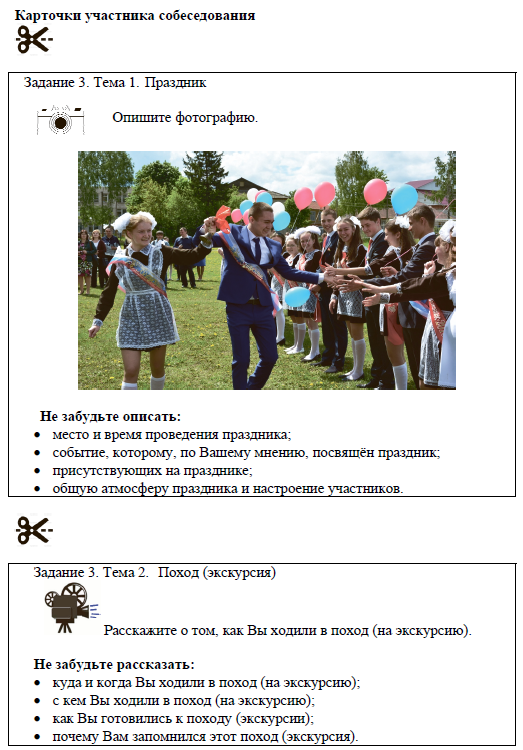 Карточки участника собеседования
Задание 3. Тема 1. Праздник
Опишите фотографию.
Не забудьте описать:
• место и время проведения праздника;
• событие, которому, по Вашему мнению, посвящён праздник;
• присутствующих на празднике;
• общую атмосферу праздника и настроение участников.
Задание 3. Тема 2. Поход (экскурсия)
Расскажите о том, как Вы ходили в поход (на экскурсию).
Не забудьте рассказать:
• куда и когда Вы ходили в поход (на экскурсию);
• с кем Вы ходили в поход (на экскурсию);
• как Вы готовились к походу (экскурсии);
• почему Вам запомнился этот поход (экскурсия).